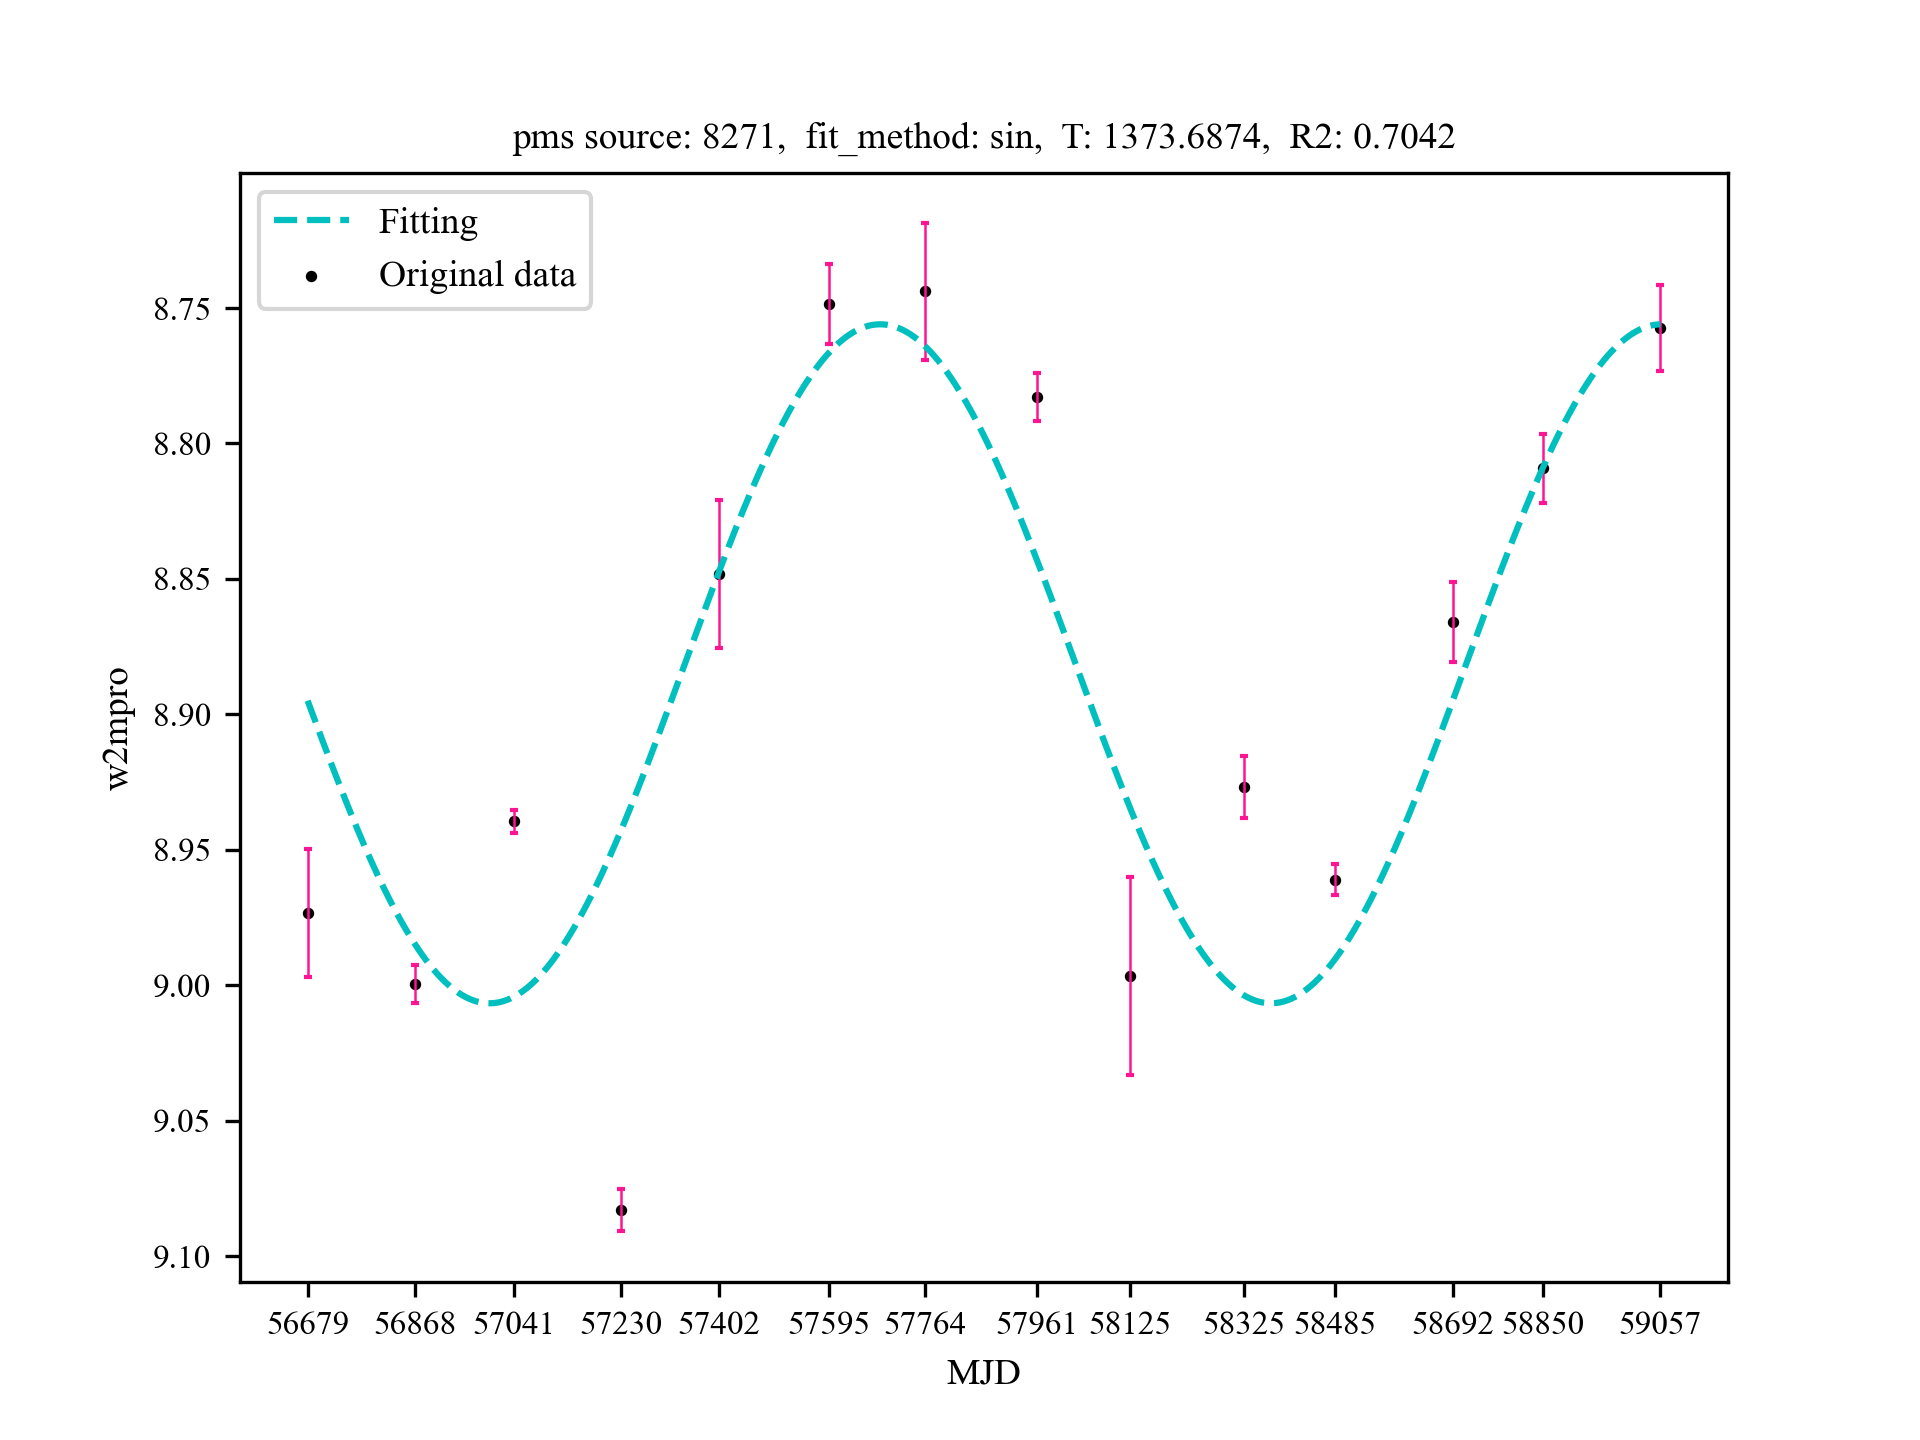 pms source: 8271,  fit_method: sin,  T: 1373.6874,  R2: 0.7042
Fitting
Original data
8.75
8.80
8.85
8.90
8.95
9.00
9.05
9.10
w2mpro
56679 56868 57041 57230 57402 57595 57764 57961 58125 58325 58485 58692 58850 59057
MJD